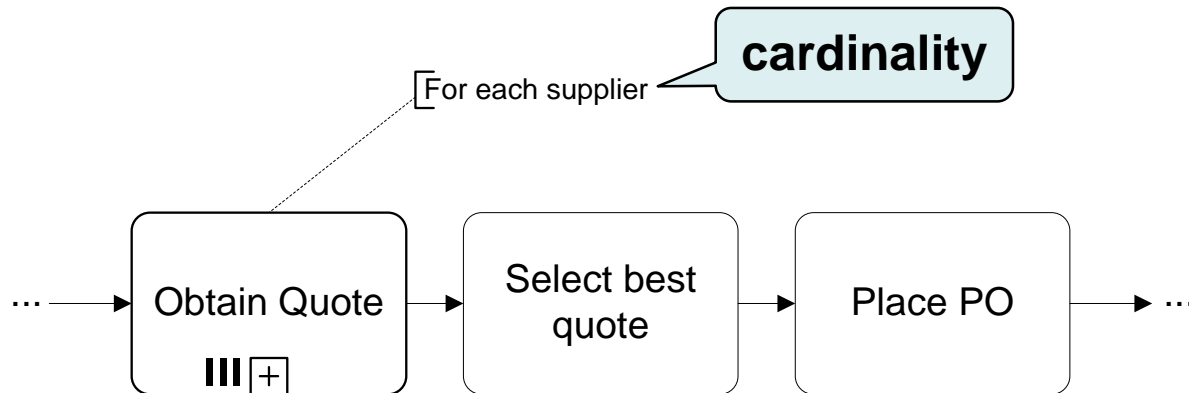 cardinality
For each supplier
... Obtain Quote
Select best
quote
Place PO ...
+